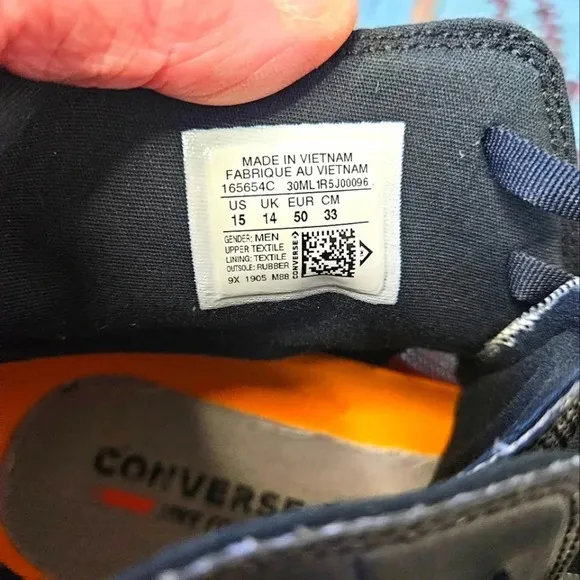 MADE IN VIETNAM
FABRIQUE AU VIETNAM
165654C 30ML1R5J00096
US UK EUR CM
15 14 50 33
GENDER: MEN
UPPER TEXTILE
LINING: TEXTILE
OUTSOLE: RUBBER
CONVERSE
9X 1905 M88
CONVERSE